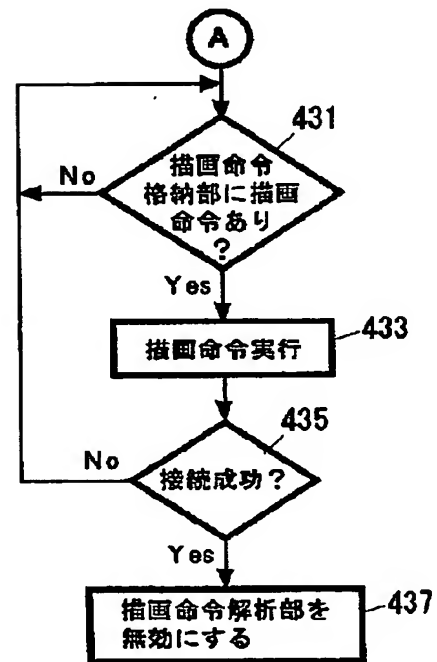 A
431
描画命令
格納部に描画
命令あり
?
No
Yes
433
描画命令実行
435
接続成功?
No
Yes
437
描画命令解析部を
無効にする